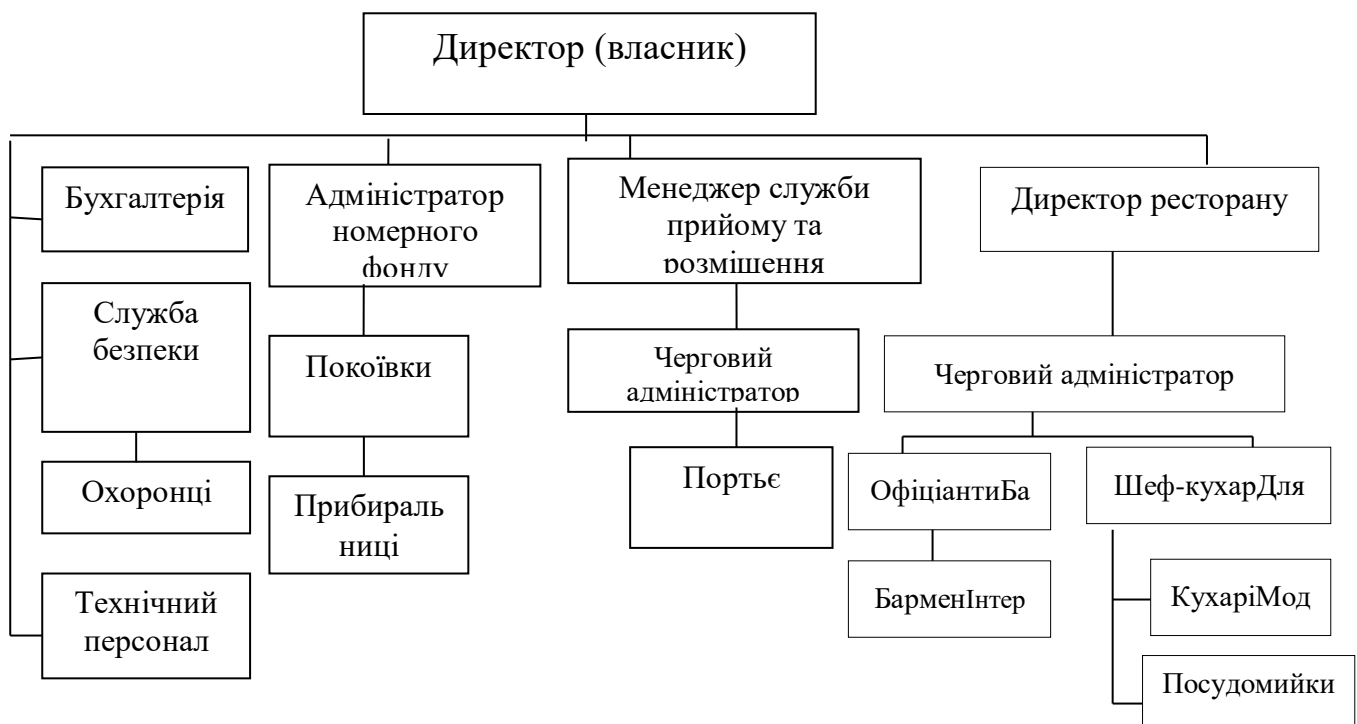 Директор (власник)
Бухгалтерія
Адміністратор
номерного
фонду
Менеджер служби
прийому та
розміщення
Директор ресторану
Служба
безпеки
Покоївки
Черговий
адміністратор
Черговий адміністратор
Охоронці
Прибираль
ниці
Портьє
ОфіціантиБа
Шеф-кухарДля
Технічний
персонал
БарменІнтер
КухаріМод
Посудомийки